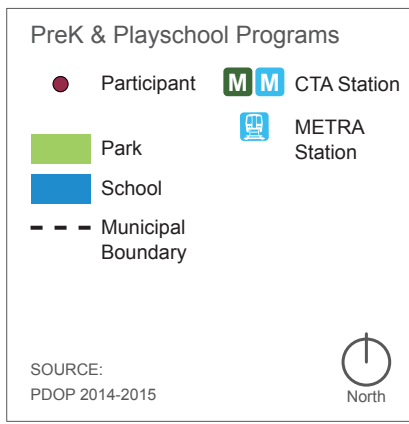 PreK & Playschool Programs
Participant
M M CTA Station
METRA
Station
Park
School
Municipal
Boundary
SOURCE:
PDOP 2014-2015
North